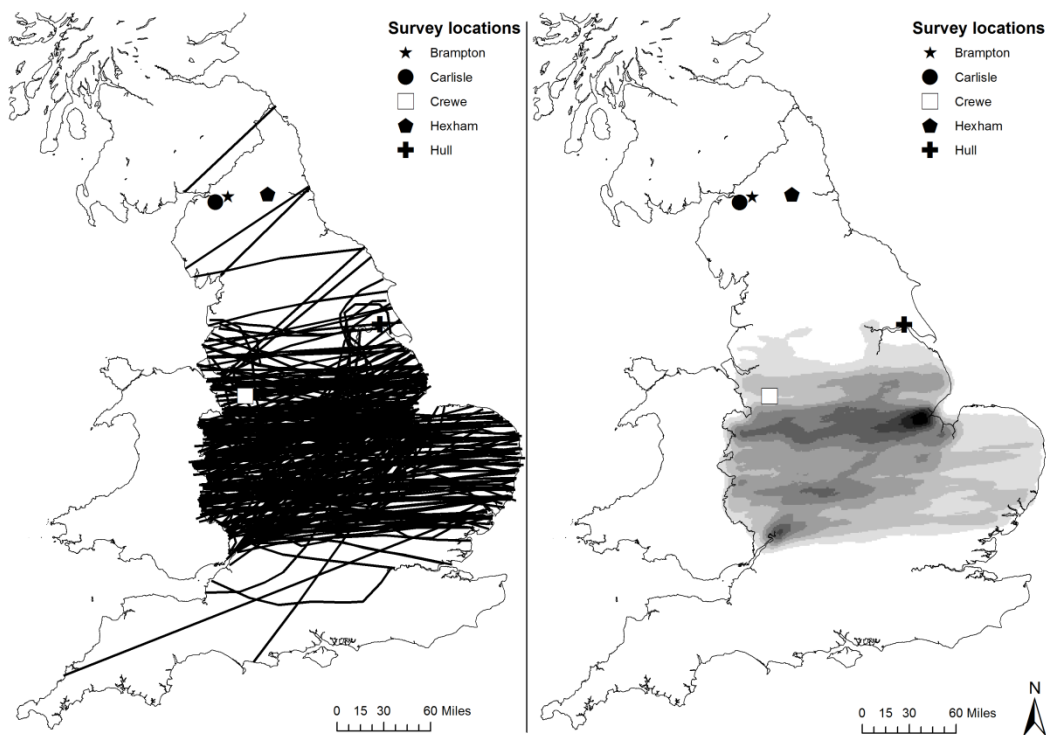 Survey locations
Brampton
Carlisle
Crewe
Hexham
Hull
0 15 30 60 Miles
Survey locations
Brampton
Carlisle
Crewe
Hexham
Hull
N
0 15 30 60 Miles